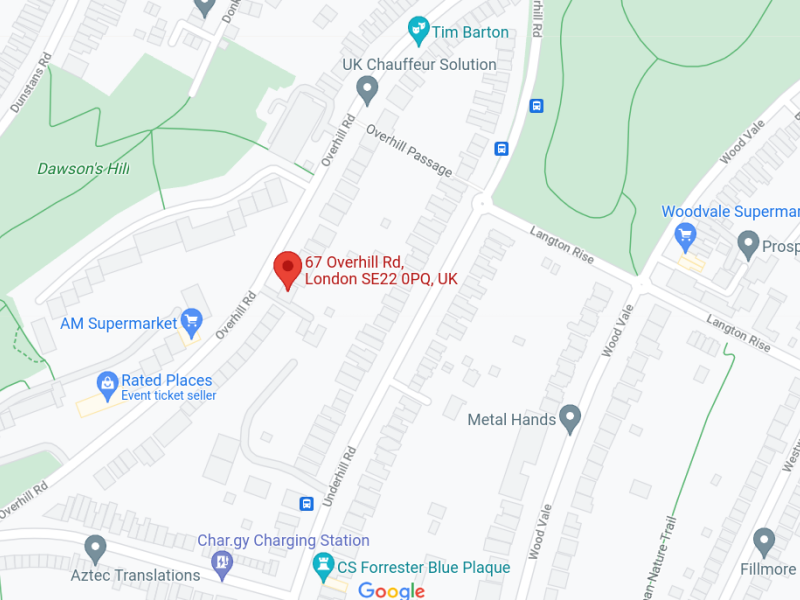 Donk
rhill Rd
Tim Barton
UK Chauffeur Solution
Dunstans Rd
Overhill Rd
Overhill Passage
Wood Vale
Dawson's Hill
Woodvale Supermar
Langton Rise
Prosp
67 Overhill Rd,
London SE22 0PQ, UK
Overhill Rd
AM Supermarket
Wood Vale
Langton Rise
Rated Places
Event ticket seller
Metal Hands
Underhill Rd
Westw
Overhill Rd
Wood Vale
Char.gy Charging Station
CS Forrester Blue Plaque
Aztec Translations
an-Nature-Trail
Fillmore
Google